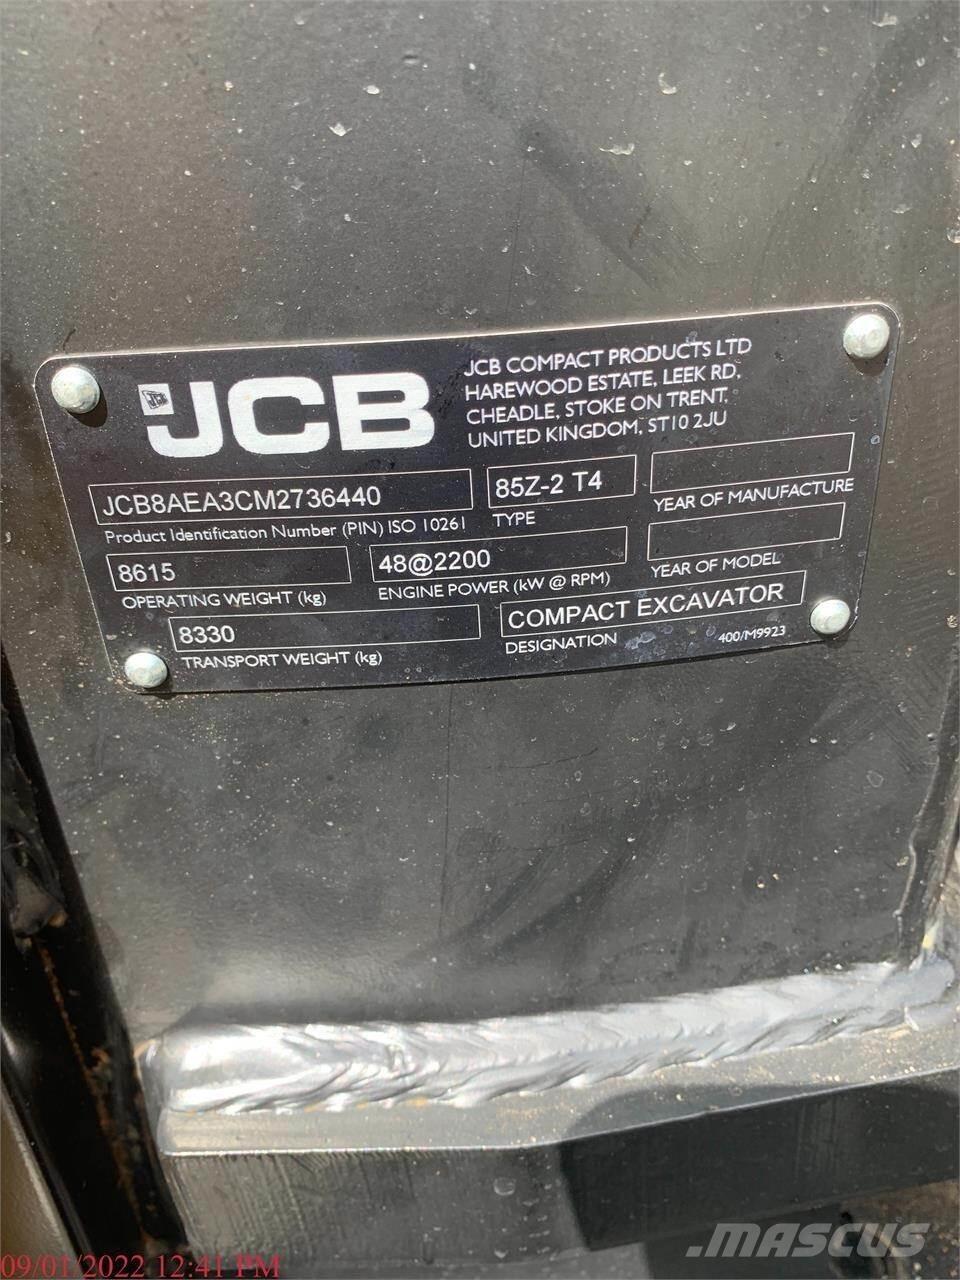 JCB
JCB COMPACT PRODUCTS LTD
HAREWOOD ESTATE, LEEK RD,
CHEADLE, STOKE ON TRENT,
UNITED KINGDOM, ST10 2JU
JCB8AEA3CM2736440
Product Identification Number (PIN) ISO 10261
85Z-2 T4
TYPE
YEAR OF MANUFACTURE
8615
OPERATING WEIGHT (kg)
48@2200
ENGINE POWER (kW @ RPM)
YEAR OF MODEL
8330
TRANSPORT WEIGHT (kg)
COMPACT EXCAVATOR
DESIGNATION
400/M9923
09/01/2022 12:41 PM
MASCUS